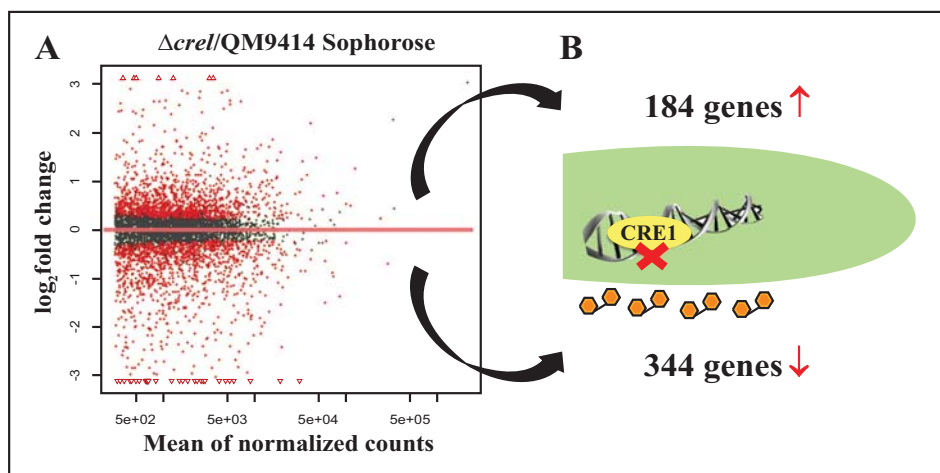 A
Δcrel/QM9414 Sophorose
log2fold change
3
2
1
0
-1
-2
-3
5e+02
5e+03
5e+04
5e+05
Mean of normalized counts
B
184 genes ↑
CRE1
344 genes ↓